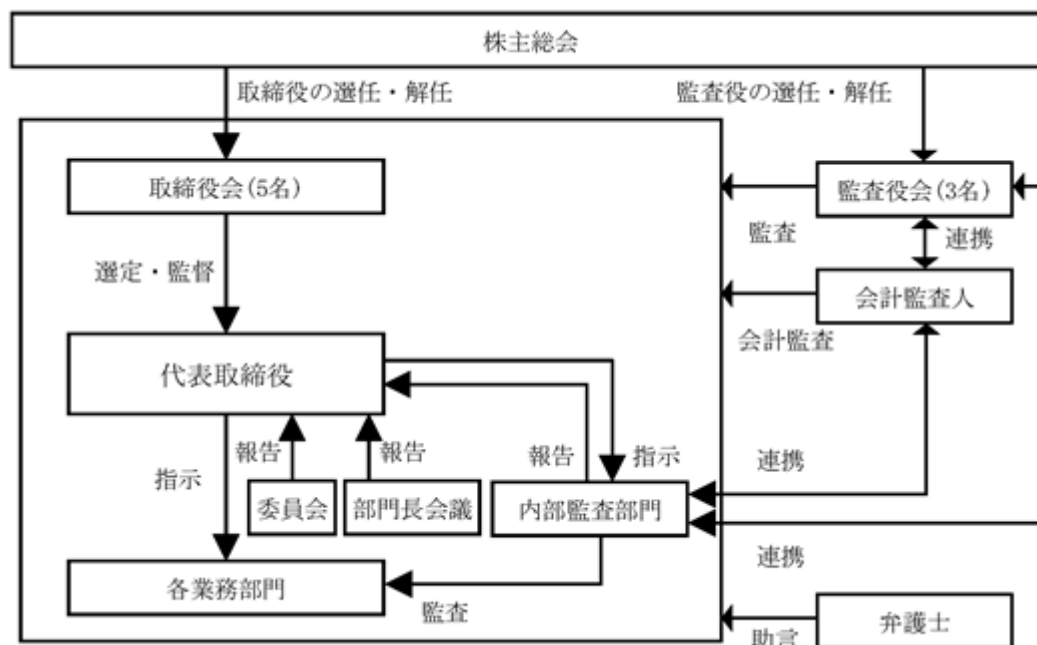 株主総会
取締役の選任・解任
監査役の選任・解任
取締役会(5名)
監査役会(3名)
監査
連携
選定・監督
会計監査人
会計監査
代表取締役
報告
報告
報告
指示
指示
連携
委員会
部門長会議
内部監査部門
連携
各業務部門
監査
弁護士
助言